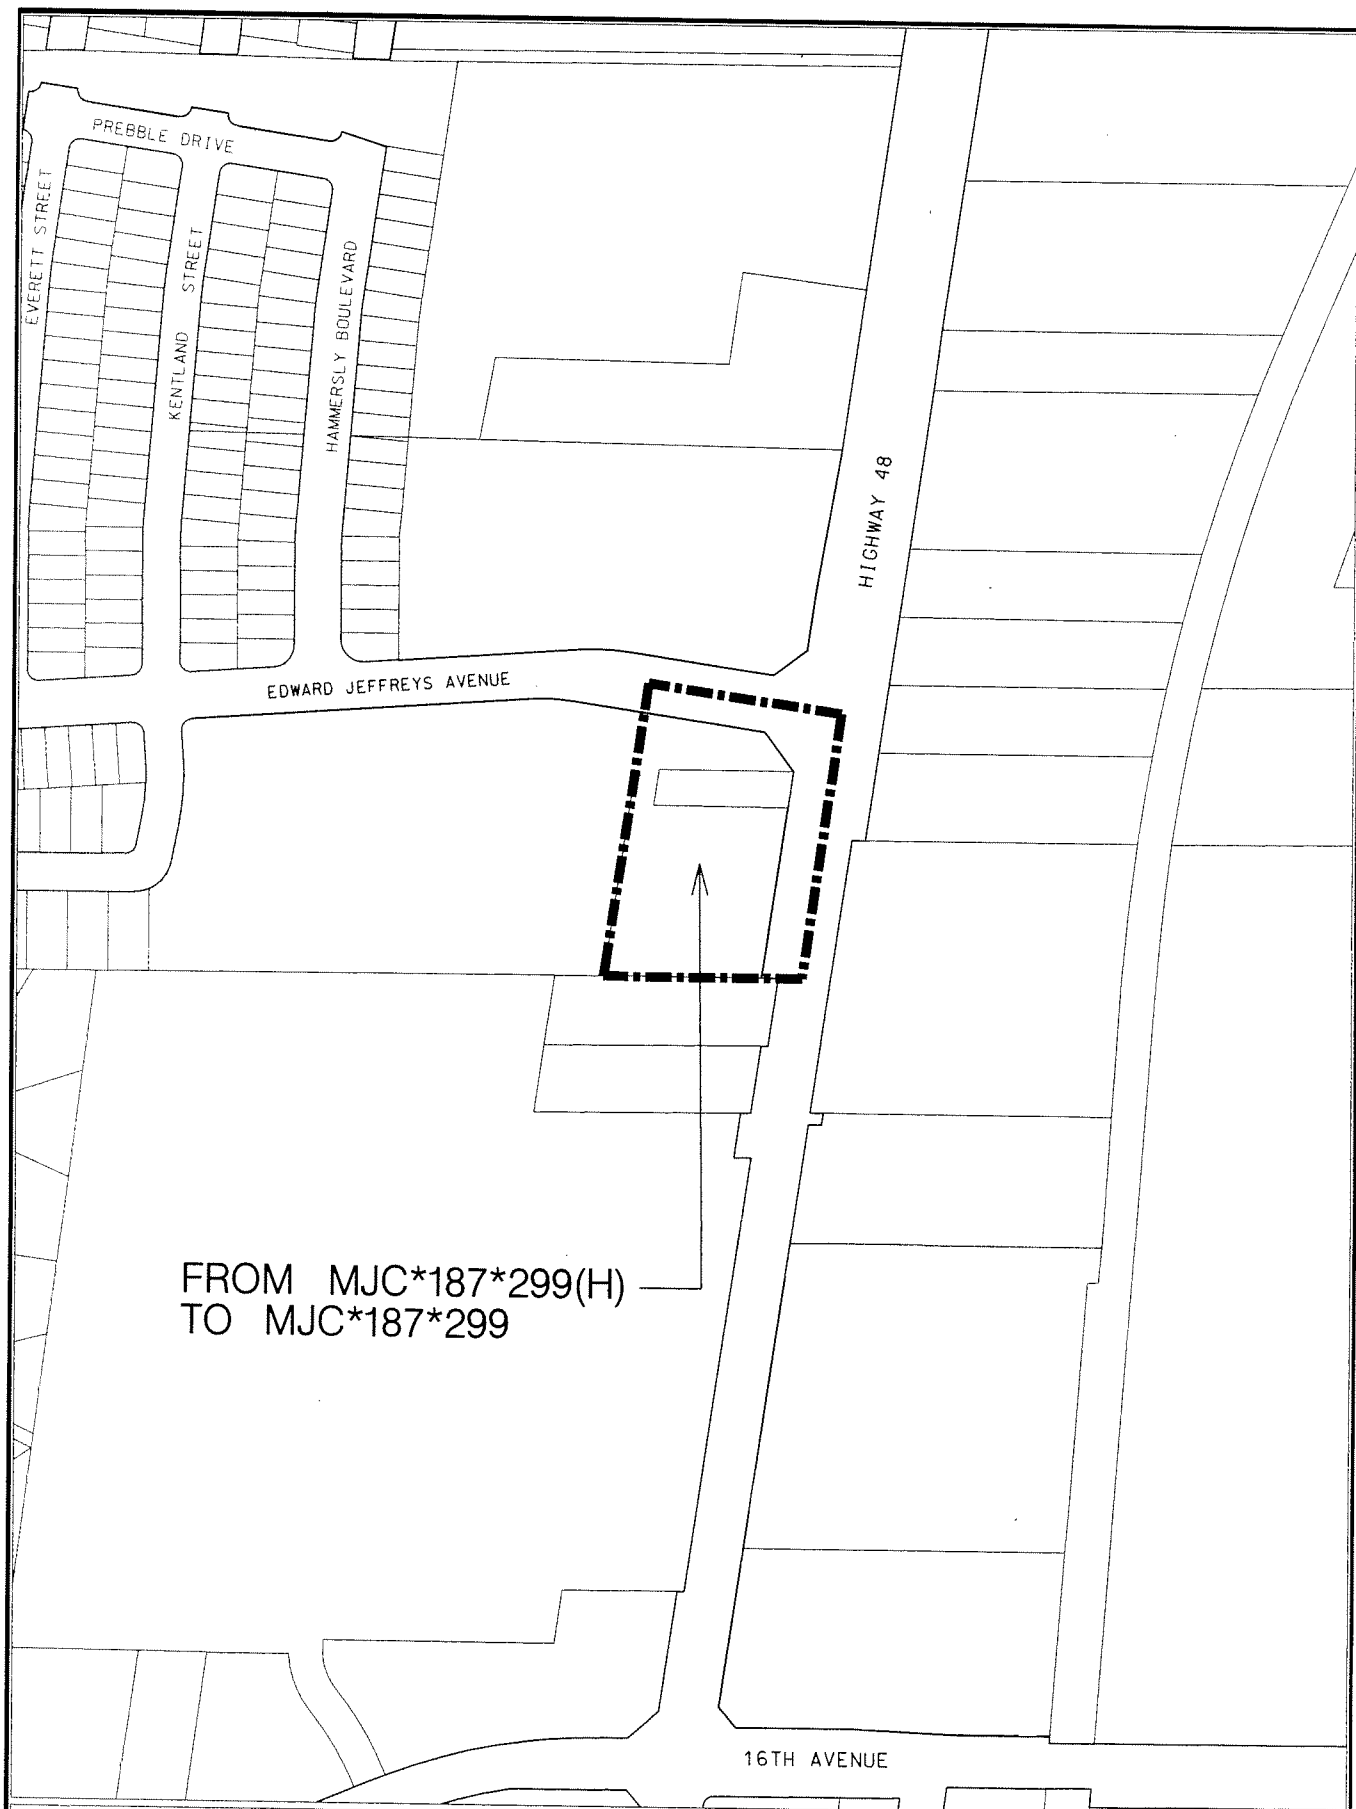 PREBBLE DRIVE
EVERETT STREET
KENTLAND STREET
HAMMERSLY BOULEVARD
HIGHWAY 48
EDWARD JEFFREYS AVENUE
FROM MJC*187*299(H)
TO MJC*187*299
16TH AVENUE